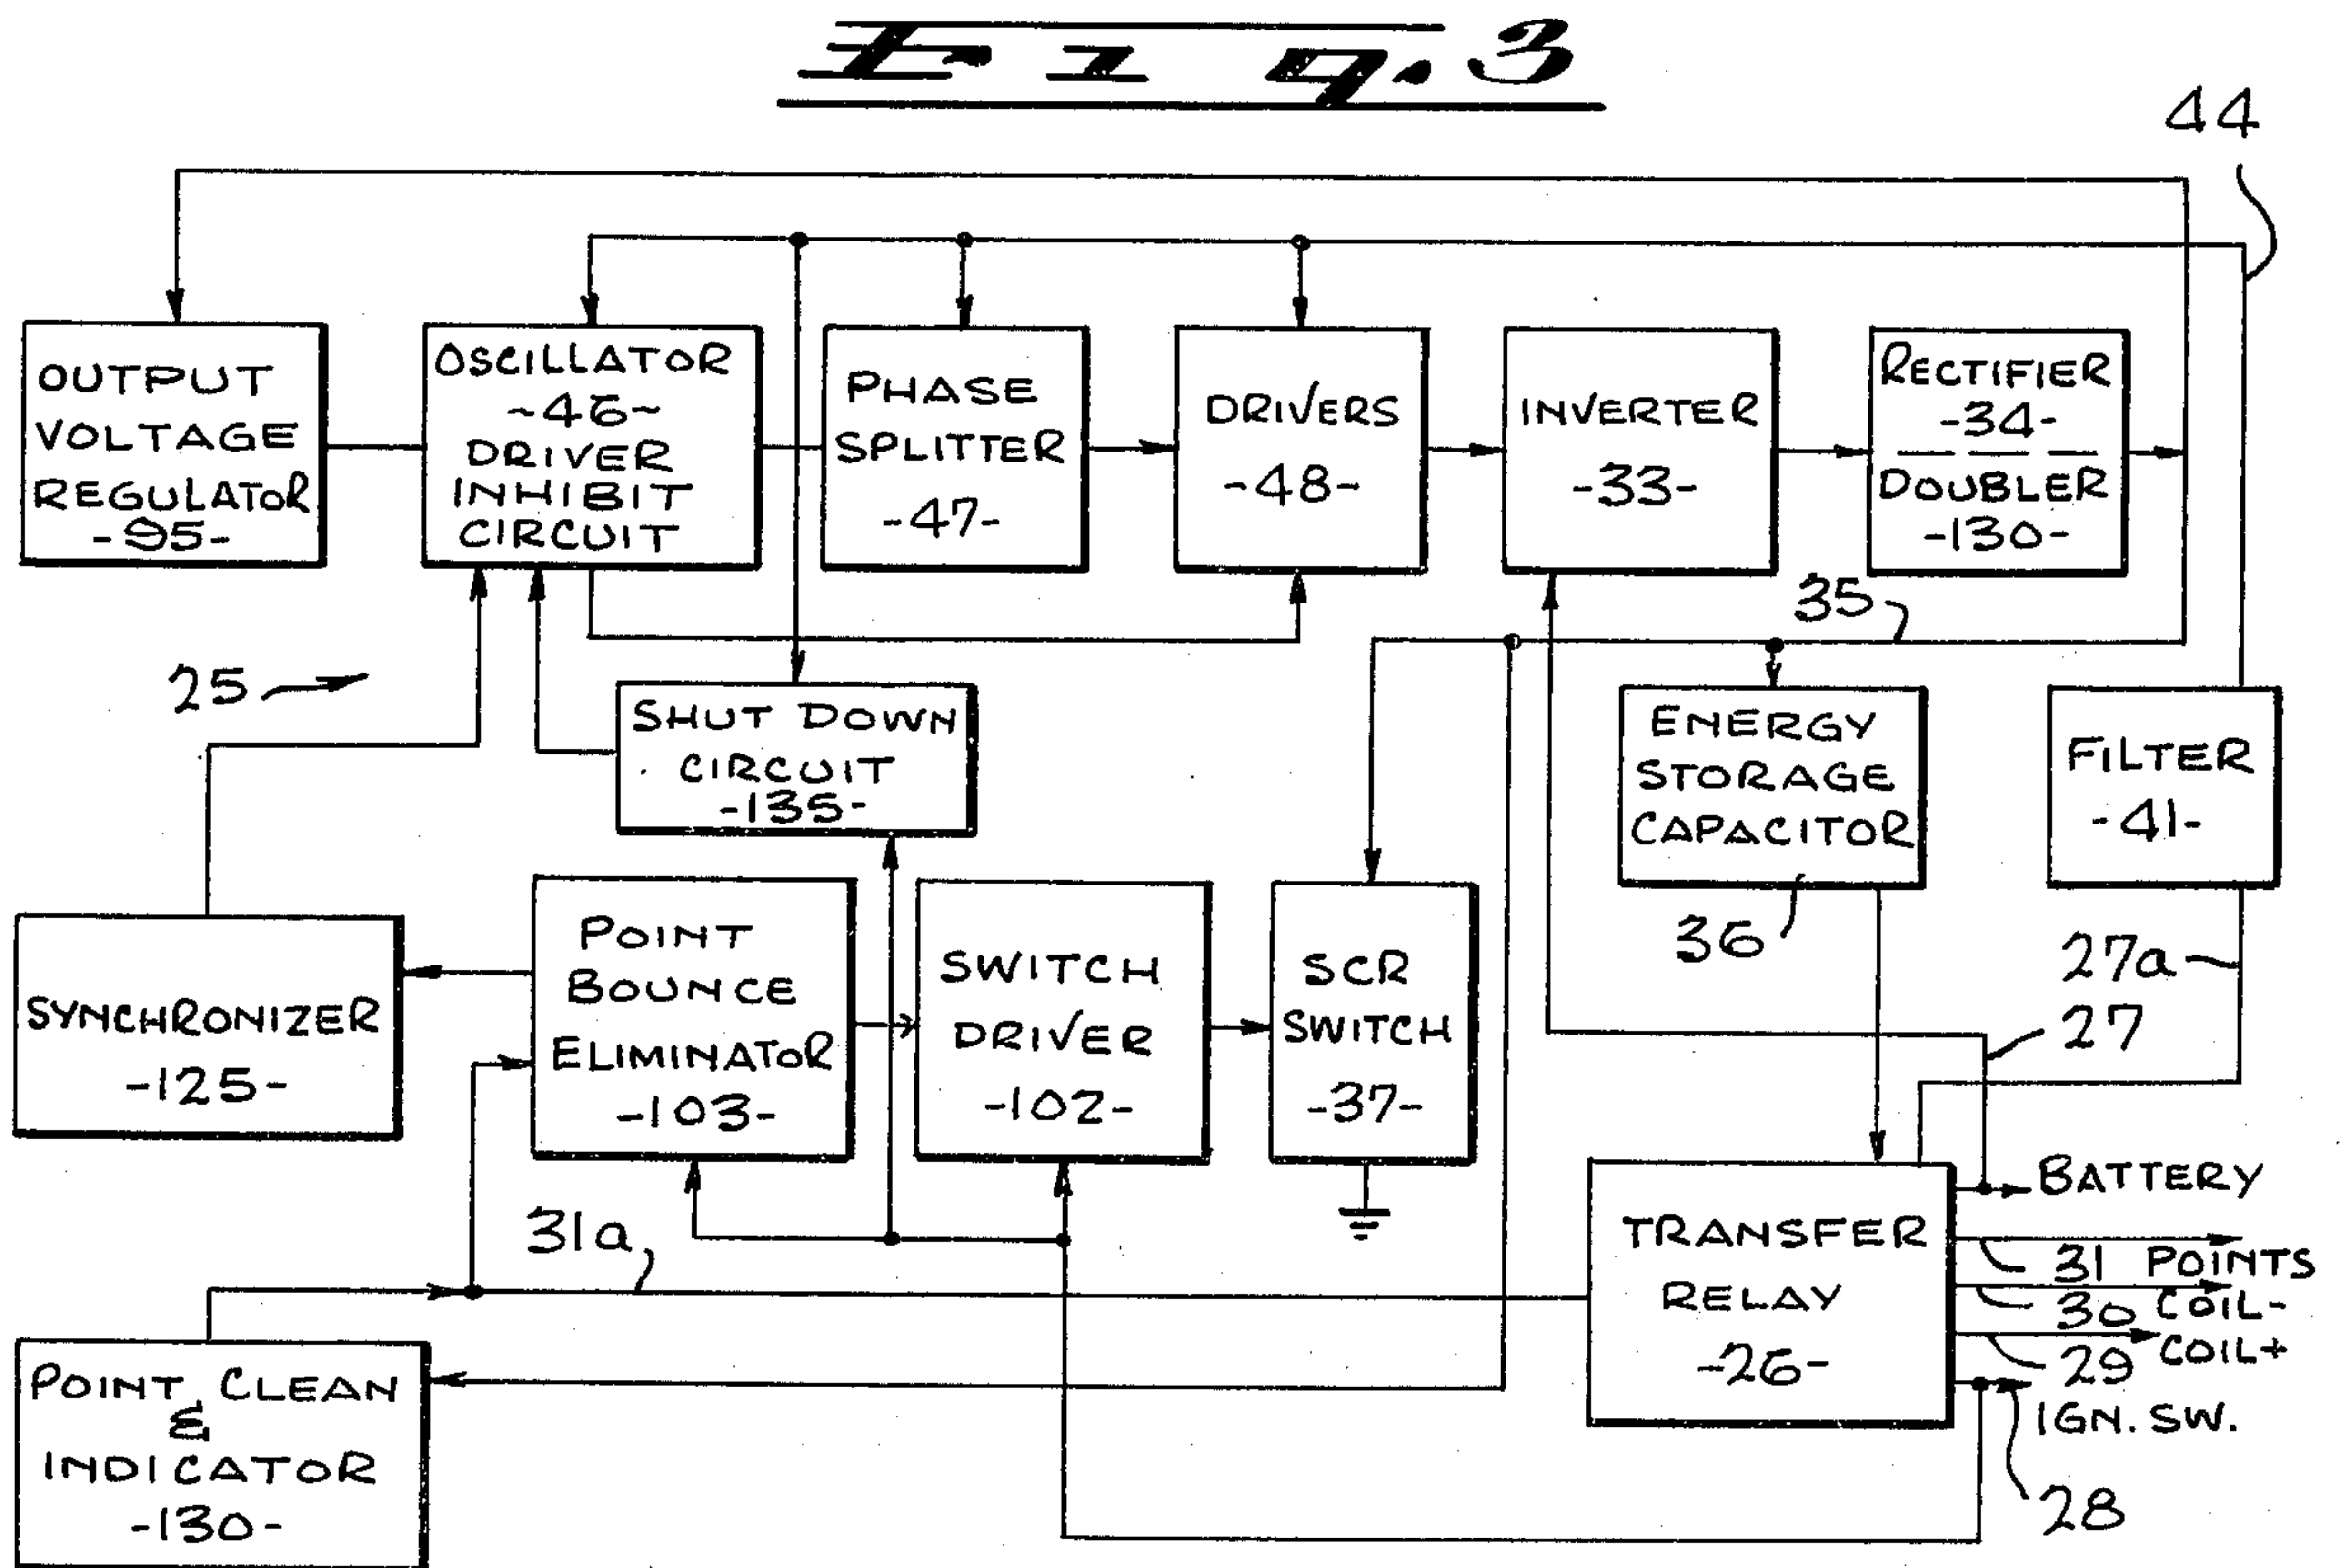 Fig. 3
44
OUTPUT
VOLTAGE
REGULATOR
-95-
OSCILLATOR
~46~
DRIVER
INHIBIT
CIRCUIT
PHASE
SPLITTER
-47-
DRIVERS
-48-
INVERTER
-33-
RECTIFIER
-34-
DOUBLER
-130-
35
25
SHUT DOWN
CIRCUIT
-135-
ENERGY
STORAGE
CAPACITOR
36
FILTER
-41-
27a
27
SYNCHRONIZER
-125-
POINT
BOUNCE
ELIMINATOR
-103-
SWITCH
DRIVER
-102-
SCR
SWITCH
-37-
31a
TRANSFER
RELAY
-26-
BATTERY
31 POINTS
30 COIL-
29 COIL+
IGN. SW.
28
POINT CLEAN
&
INDICATOR
-130-